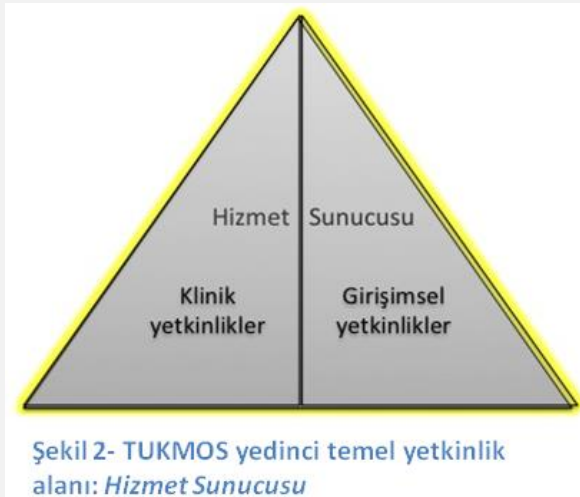 Hizmet Sunucusu
Klinik yetkinlikler
Girişimsel yetkinlikler
Şekil 2- TUKMOS yedinci temel yetkinlik
alanı: Hizmet Sunucusu